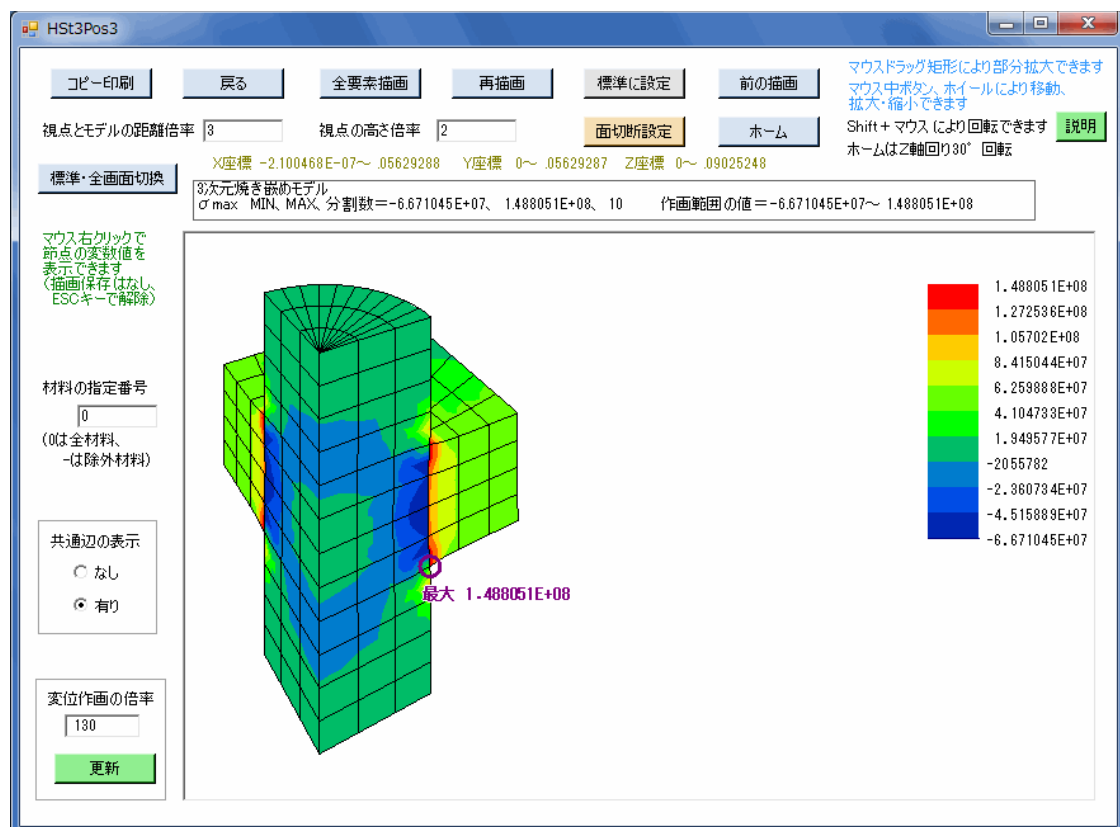 HSt3Pos3
コピー印刷
戻る
全要素描画
再描画
標準に設定
前の描画
マウスドラッグ矩形により部分拡大できます
マウス中ボタン、ホイールにより移動、
拡大・縮小できます
視点とモデルの距離倍率 3
視点の高さ倍率 2
面切断設定
ホーム
Shift+マウス により回転できます
説明
ホームはZ軸回り30° 回転
標準・全画面切換
X座標 -2.100468E-07～ .05629288 Y座標 0～ .05629287 Z座標 0～ .09025248
3次元焼き嵌めモデル
σmax MIN、MAX、分割数=-6.671045E+07、 1.488051E+08、 10 作画範囲の値=-6.671045E+07～ 1.488051E+08
マウス右クリックで
節点の変数値を
表示できます
(描画保存はなし、
ESCキーで解除)
材料の指定番号
0
(0は全材料、
-は除外材料)
共通辺の表示
なし
有り
変位作画の倍率
130
更新
最大 1.488051E+08
1.488051E+08
1.272536E+08
1.05702E+08
8.415044E+07
6.259888E+07
4.104733E+07
1.949577E+07
-2055782
-2.360734E+07
-4.515889E+07
-6.671045E+07